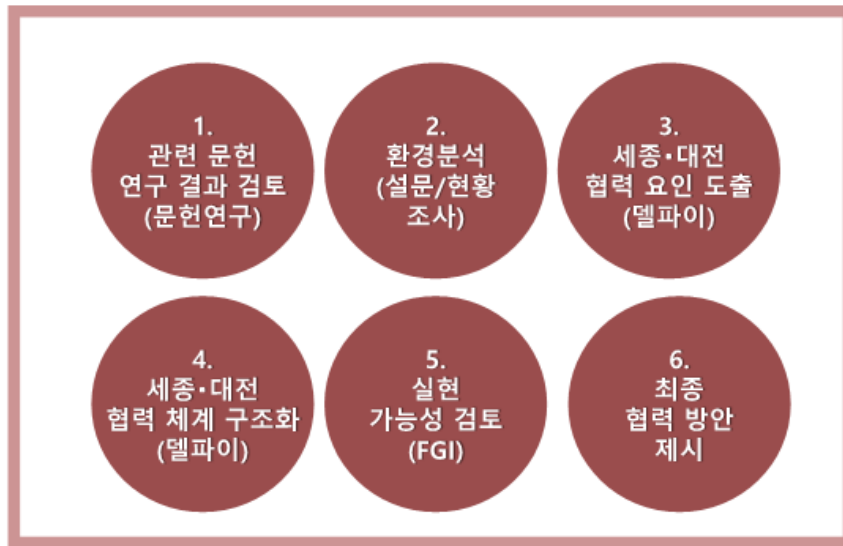 1.
관련 문헌
연구 결과 검토
(문헌연구)
2.
환경분석
(설문/현황
조사)
3.
세종·대전
협력 요인 도출
(델파이)
4.
세종·대전
협력 체계 구조화
(델파이)
5.
실현
가능성 검토
(FGI)
6.
최종
협력 방안
제시